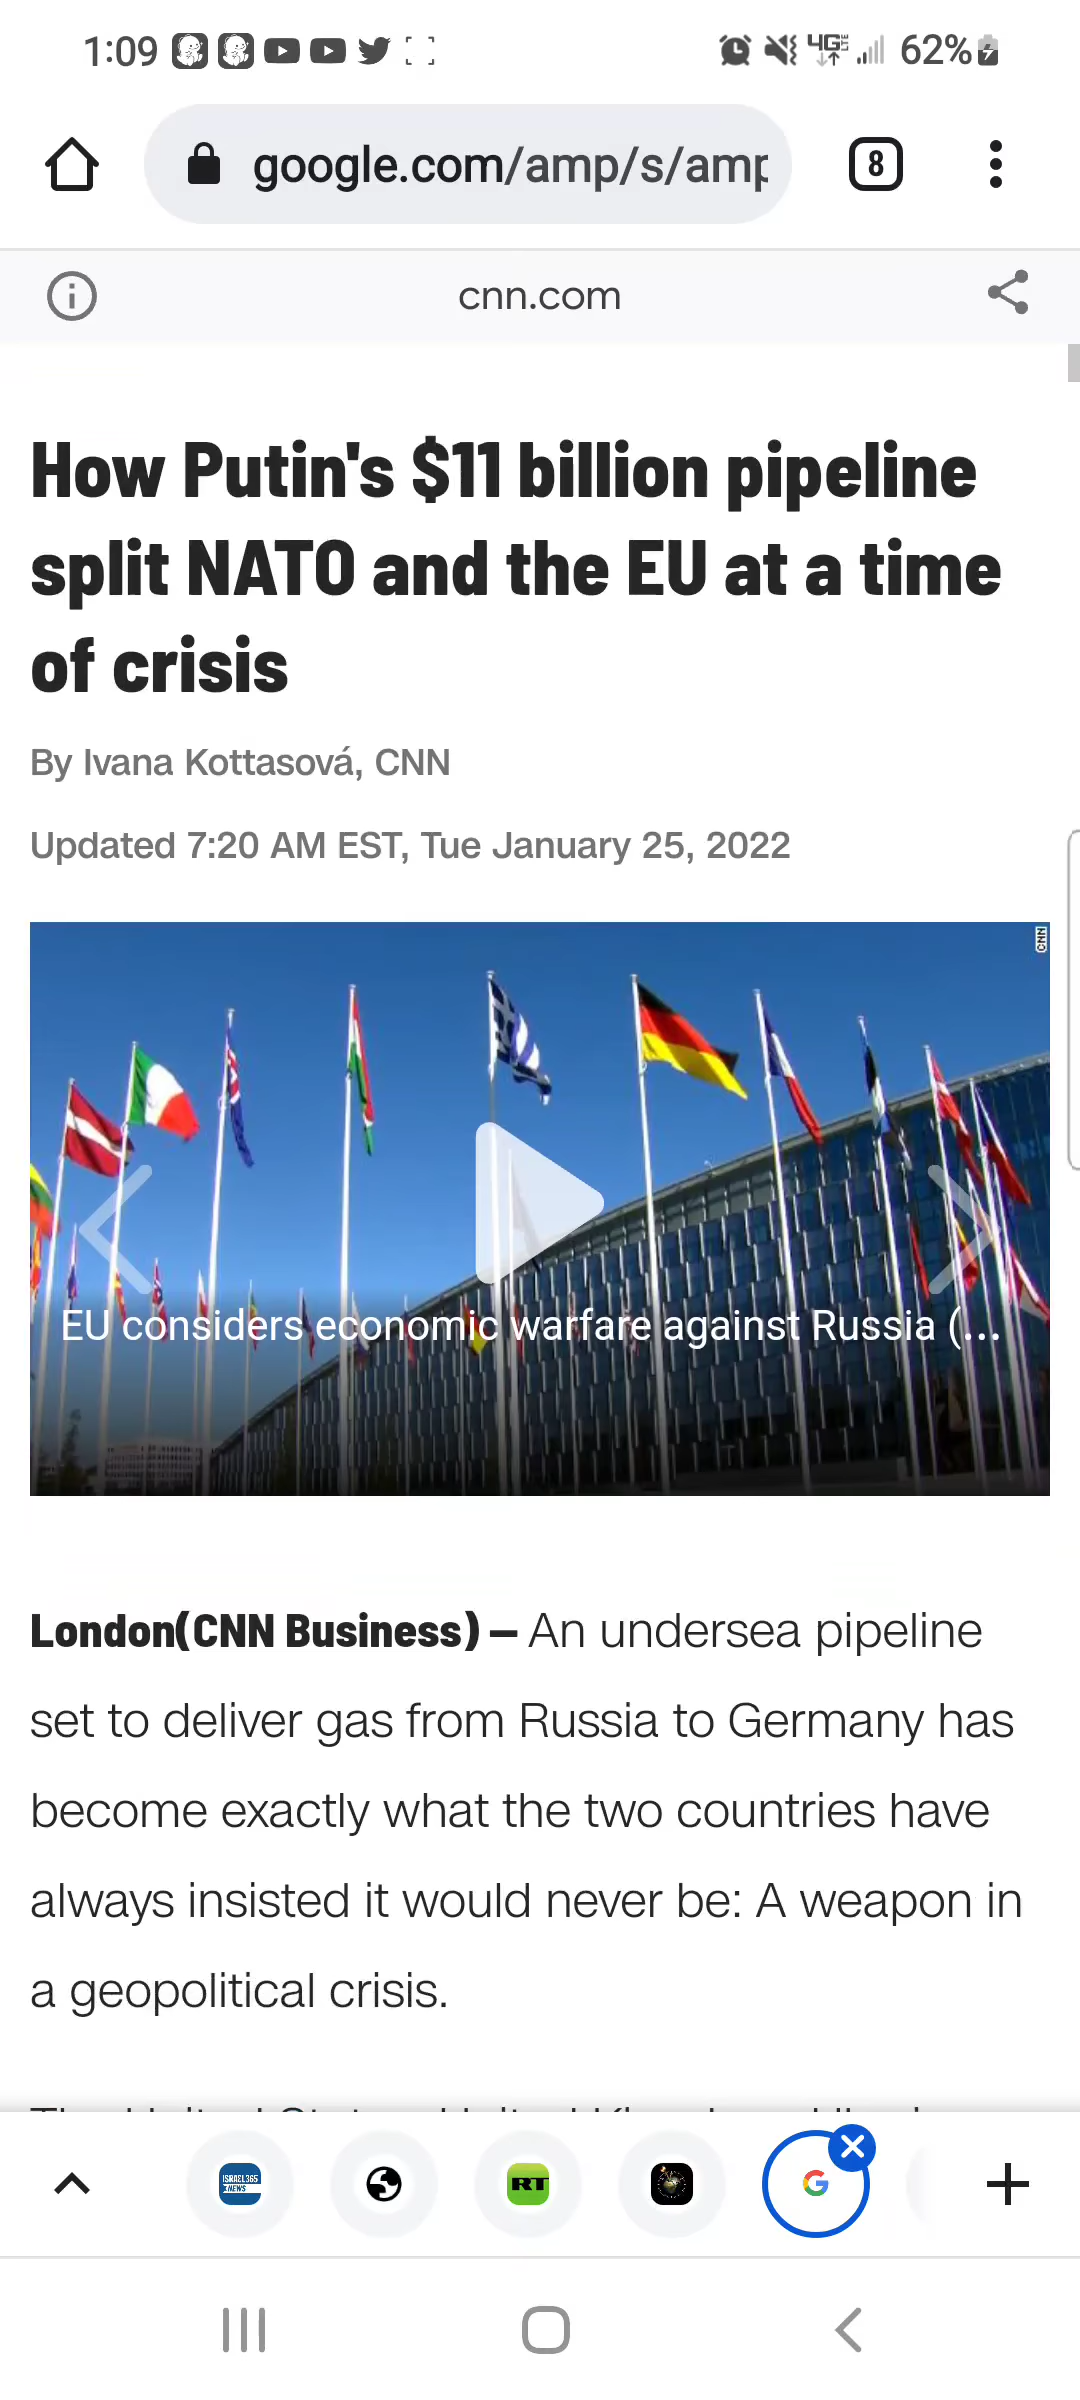 1:09
4G
62%
google.com/amp/s/amp
8
cnn.com
How Putin's $11 billion pipeline
split NATO and the EU at a time
of crisis
By Ivana Kottasová, CNN
Updated 7:20 AM EST, Tue January 25, 2022
CNN
EU considers economic warfare against Russia (...
London(CNN Business) — An undersea pipeline
set to deliver gas from Russia to Germany has
become exactly what the two countries have
always insisted it would never be: A weapon in
a geopolitical crisis.
ISRAEL365
NEWS
RT
G